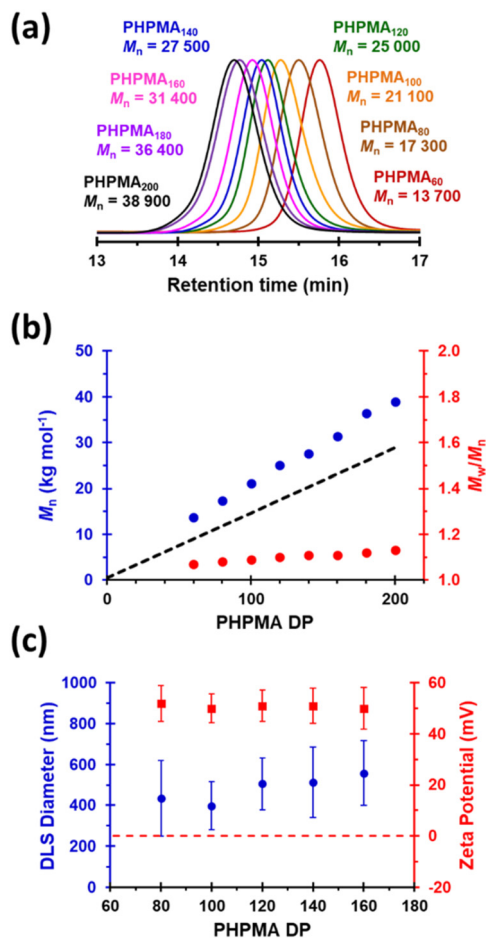 (a)
PHPMA140
Mn = 27 500
PHPMA120
Mn = 25 000
PHPMA160
Mn = 31 400
PHPMA100
Mn = 21 100
PHPMA180
Mn = 36 400
PHPMA80
Mn = 17 300
PHPMA200
Mn = 38 900
PHPMA60
Mn = 13 700
13 14 15 16 17
Retention time (min)
(b)
50
40
30
20
10
0
Mn (kg mol-1)
2.0
1.8
1.6
1.4
1.2
1.0
Mw/Mn
0 100 200
PHPMA DP
(c)
1000
800
600
400
200
0
DLS Diameter (nm)
60
40
20
0
-20
Zeta Potential (mV)
60 80 100 120 140 160 180
PHPMA DP